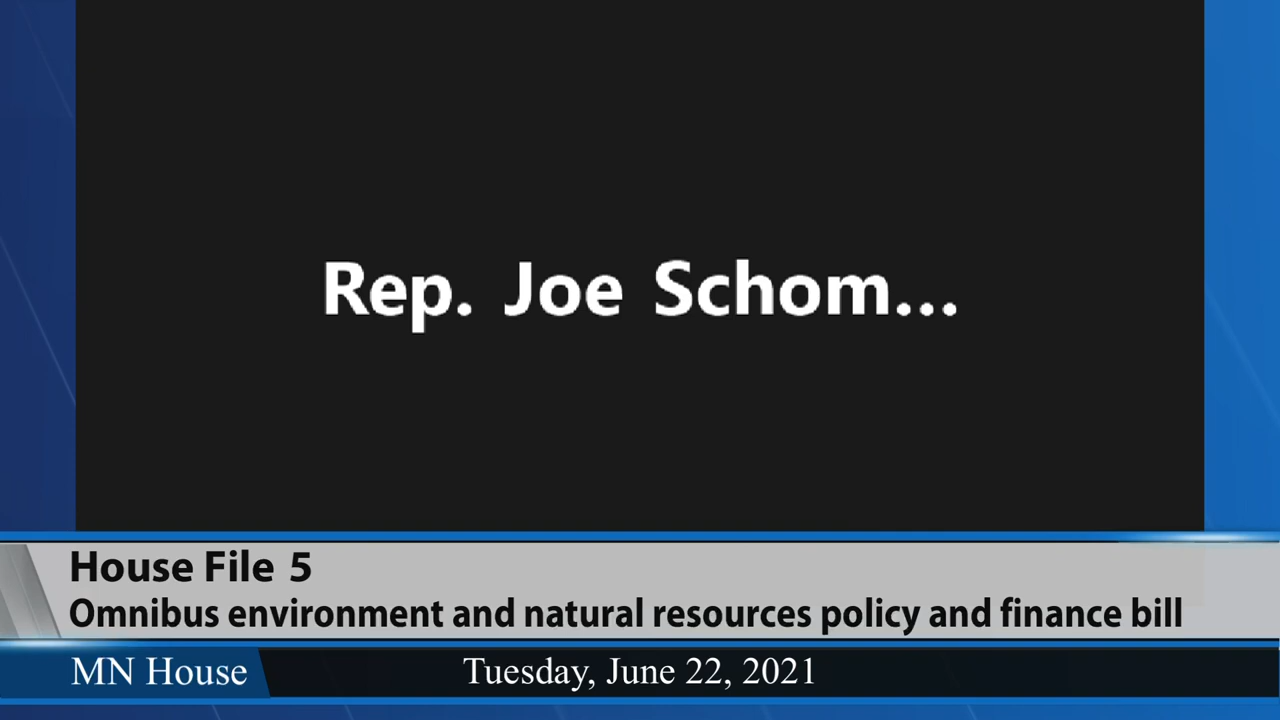 Rep. Joe Schom...
House File 5
Omnibus environment and natural resources policy and finance bill
MN House
Tuesday, June 22, 2021